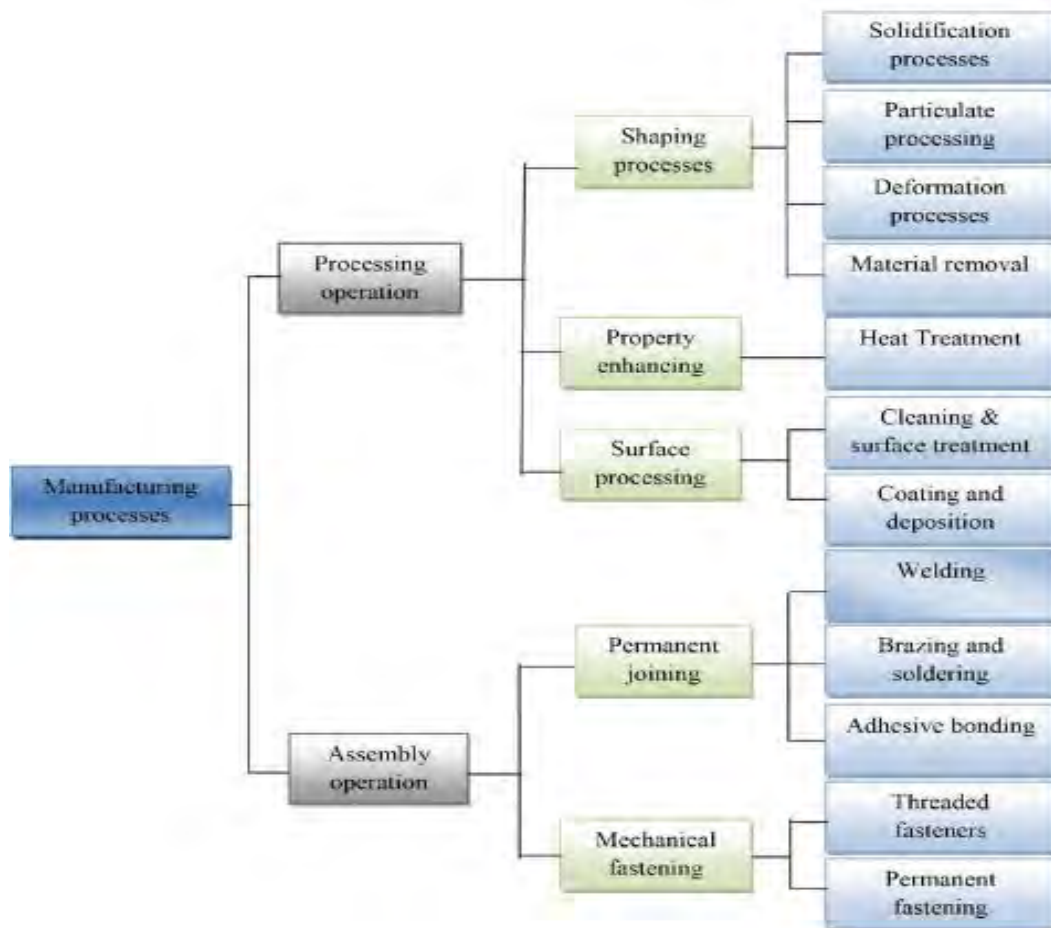 Manufacturing
processes
Processing
operation
Shaping
processes
Solidification
processes
Particulate
processing
Deformation
processes
Material removal
Property
enhancing
Heat Treatment
Surface
processing
Cleaning &
surface treatment
Coating and
deposition
Assembly
operation
Permanent
joining
Welding
Brazing and
soldering
Adhesive bonding
Mechanical
fastening
Threaded
fasteners
Permanent
fastening